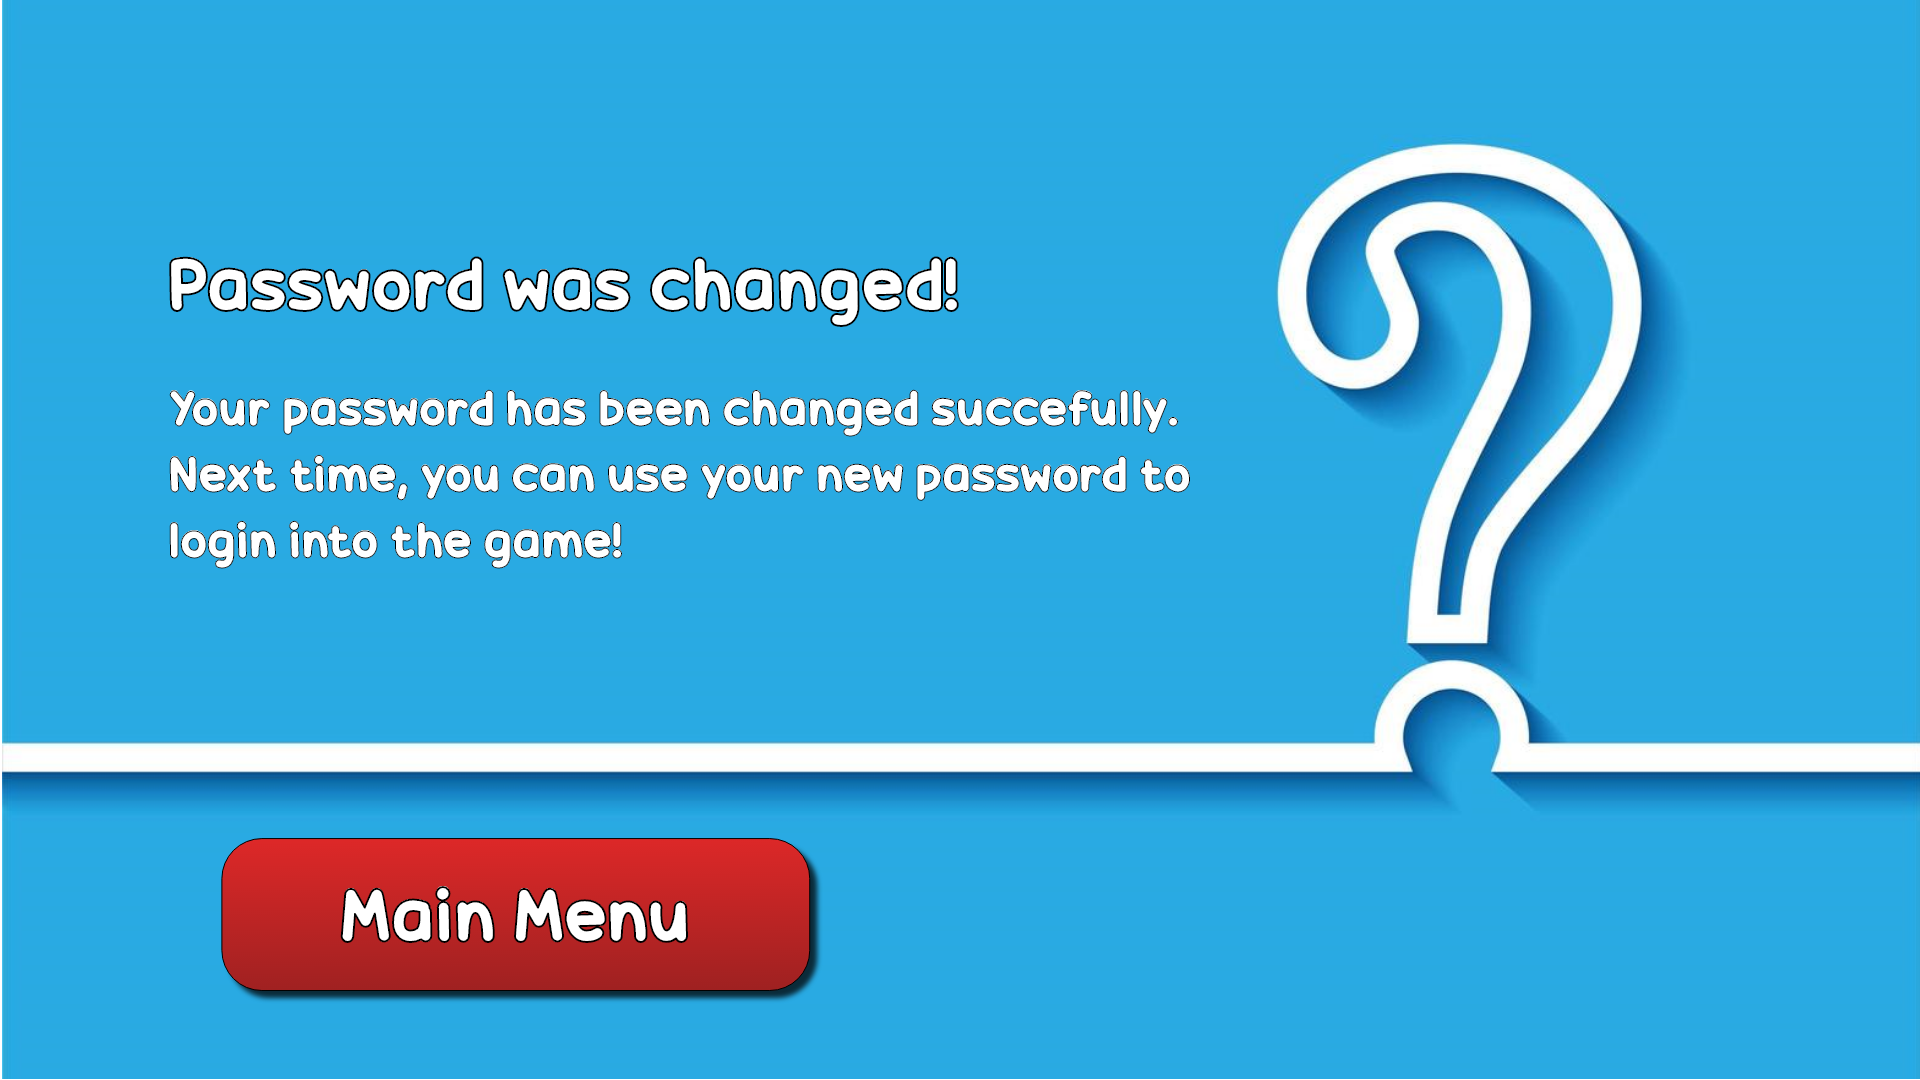 Password was changed!
Your password has been changed succefully.
Next time, you can use your new password to
login into the game!
Main Menu